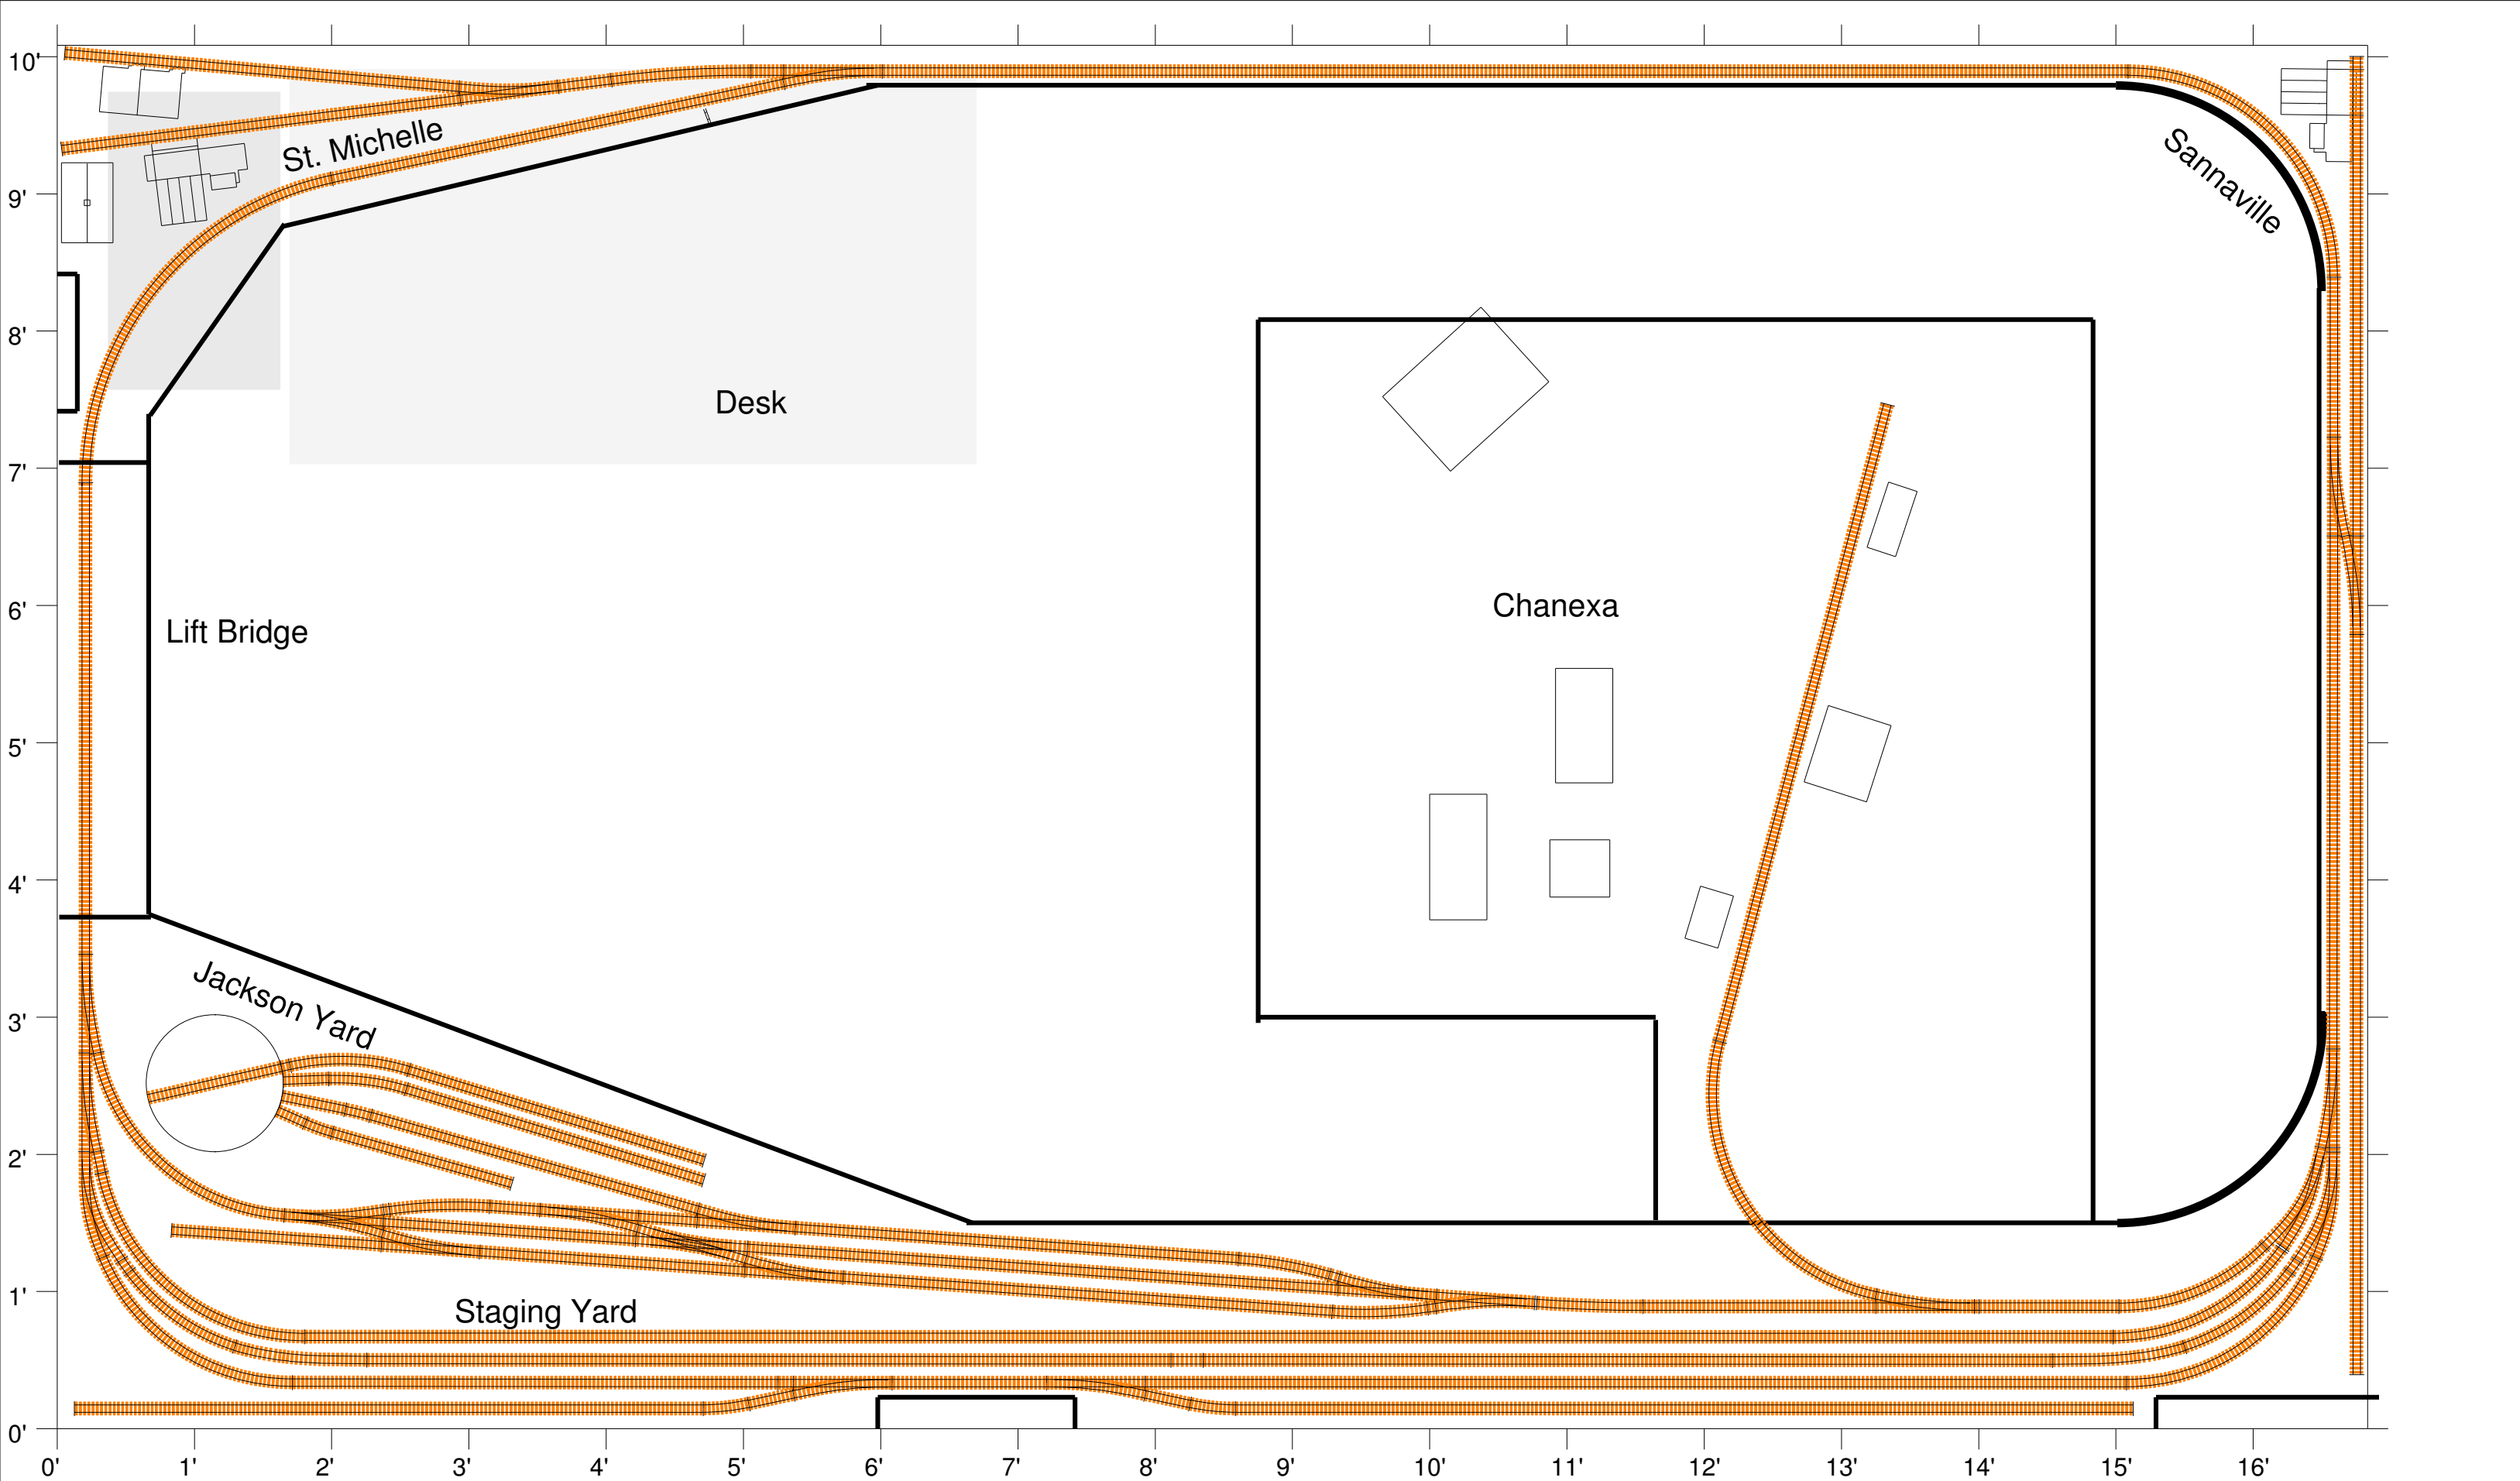 10'
St. Michelle
Sannaville
9'
8'
Desk
7'
Chanexa
6'
Lift Bridge
5'
4'
Jackson Yard
3'
2'
1'
Staging Yard
0'
0' 1' 2' 3' 4' 5' 6' 7' 8' 9' 10' 11' 12' 13' 14' 15' 16'